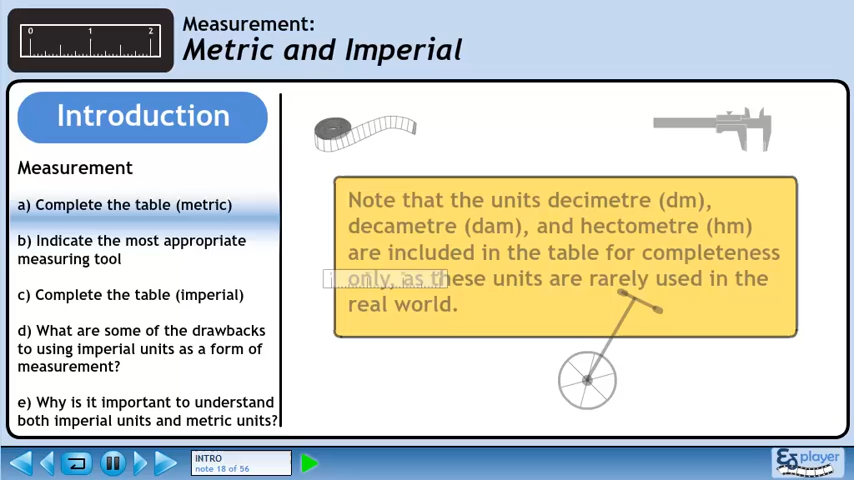 0 1 2
Measurement:
Metric and Imperial
Introduction
Measurement
a) Complete the table (metric)
b) Indicate the most appropriate
measuring tool
c) Complete the table (imperial)
d) What are some of the drawbacks
to using imperial units as a form of
measurement?
e) Why is it important to understand
both imperial units and metric units?
Note that the units decimetre (dm),
decametre (dam), and hectometre (hm)
are included in the table for completeness
only, as these units are rarely used in the
real world.
INTRO
note 18 of 56
player